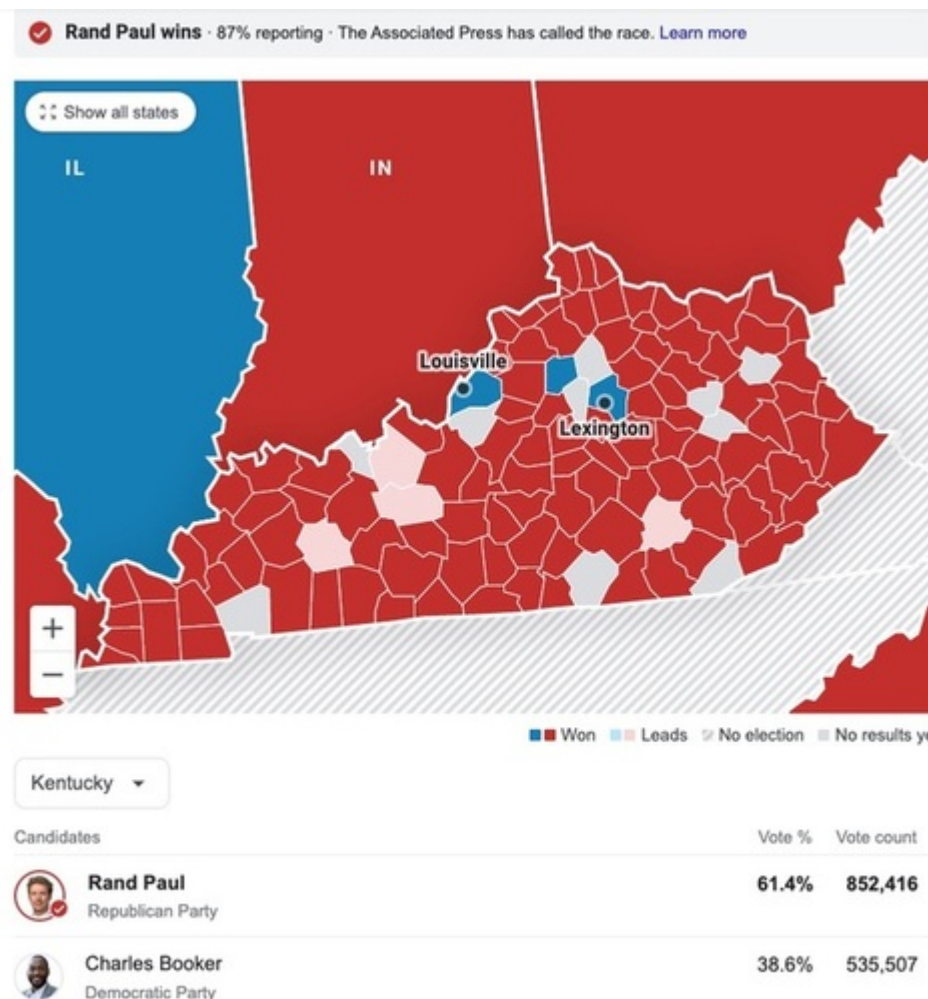 Rand Paul wins · 87% reporting · The Associated Press has called the race. Learn more
Show all states
IL
IN
Louisville
Lexington
+
−
Won Leads No election No results ye
Kentucky
Candidates Vote % Vote count
Rand Paul 61.4% 852,416
Republican Party
Charles Booker 38.6% 535,507
Democratic Party